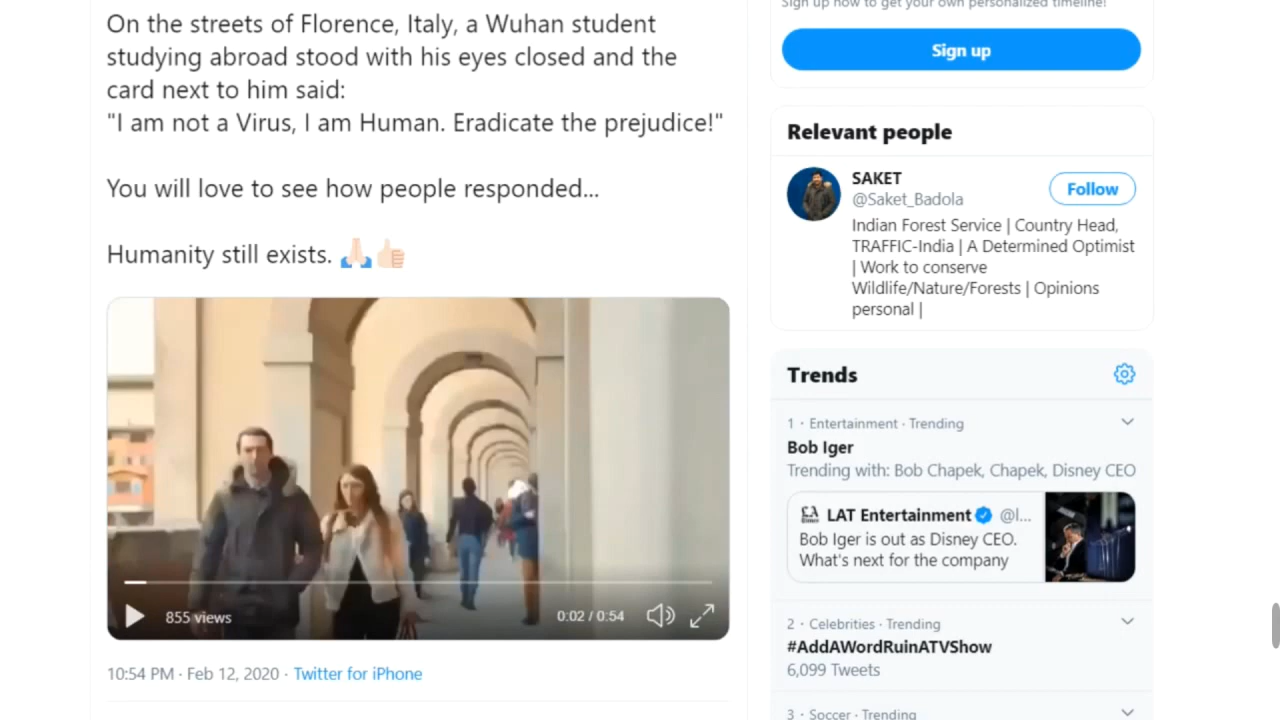 On the streets of Florence, Italy, a Wuhan student
studying abroad stood with his eyes closed and the
card next to him said:
"I am not a Virus, I am Human. Eradicate the prejudice!"
You will love to see how people responded...
Humanity still exists. 🙏🏻👍🏻
855 views
0:02 / 0:54
10:54 PM · Feb 12, 2020 · Twitter for iPhone
Sign up now to get your own personalized timeline!
Sign up
Relevant people
SAKET
@Saket_Badola
Follow
Indian Forest Service | Country Head,
TRAFFIC-India | A Determined Optimist
| Work to conserve
Wildlife/Nature/Forests | Opinions
personal |
Trends
1 · Entertainment · Trending
Bob Iger
Trending with: Bob Chapek, Chapek, Disney CEO
LAT Entertainment @l...
Bob Iger is out as Disney CEO.
What's next for the company
2 · Celebrities · Trending
#AddAWordRuinATVShow
6,099 Tweets
3 · Soccer · Trending